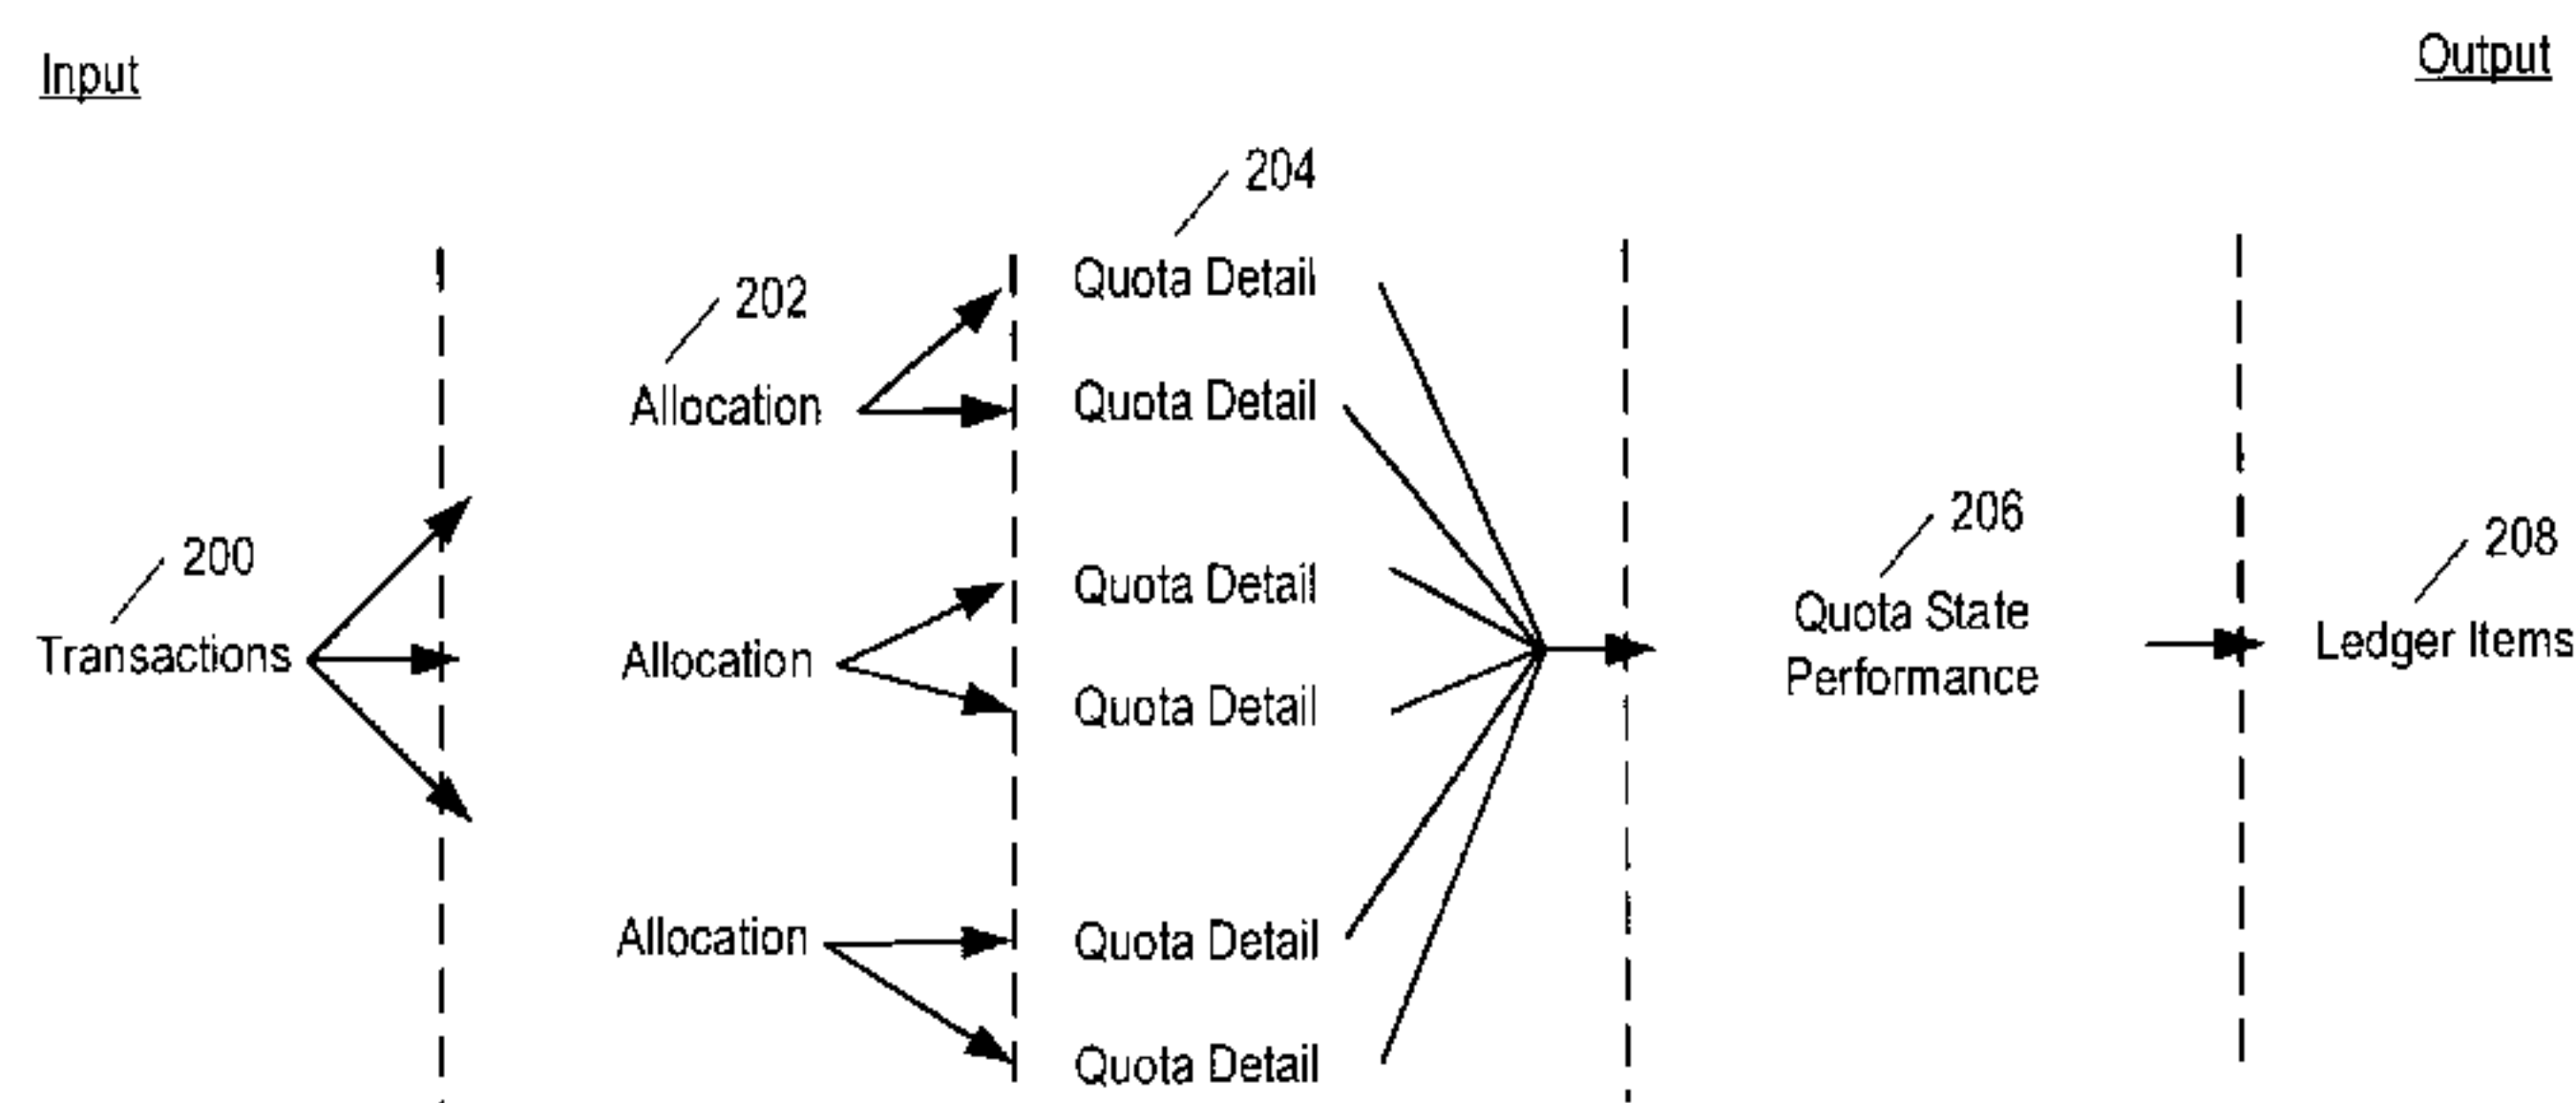 Input
Output
204
Quota Detail
202
Allocation
Quota Detail
206
200
Quota Detail
Quota State
Performance
208
Transactions
Allocation
Ledger Items
Quota Detail
Allocation
Quota Detail
Quota Detail